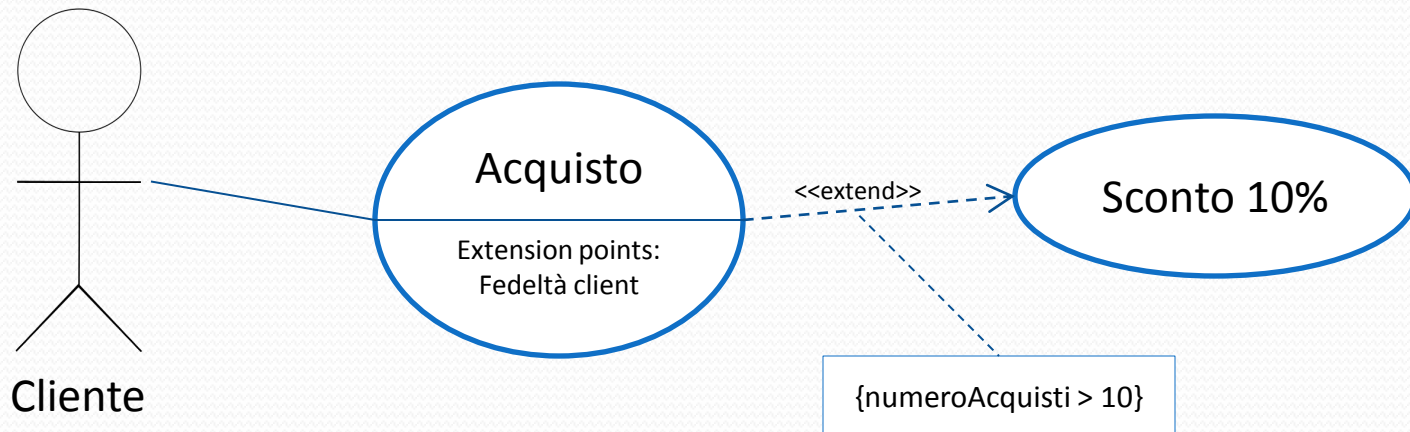 Acquisto
Extension points:
Fedeltà client
<<extend>>
Sconto 10%
{numeroAcquisti > 10}
Cliente